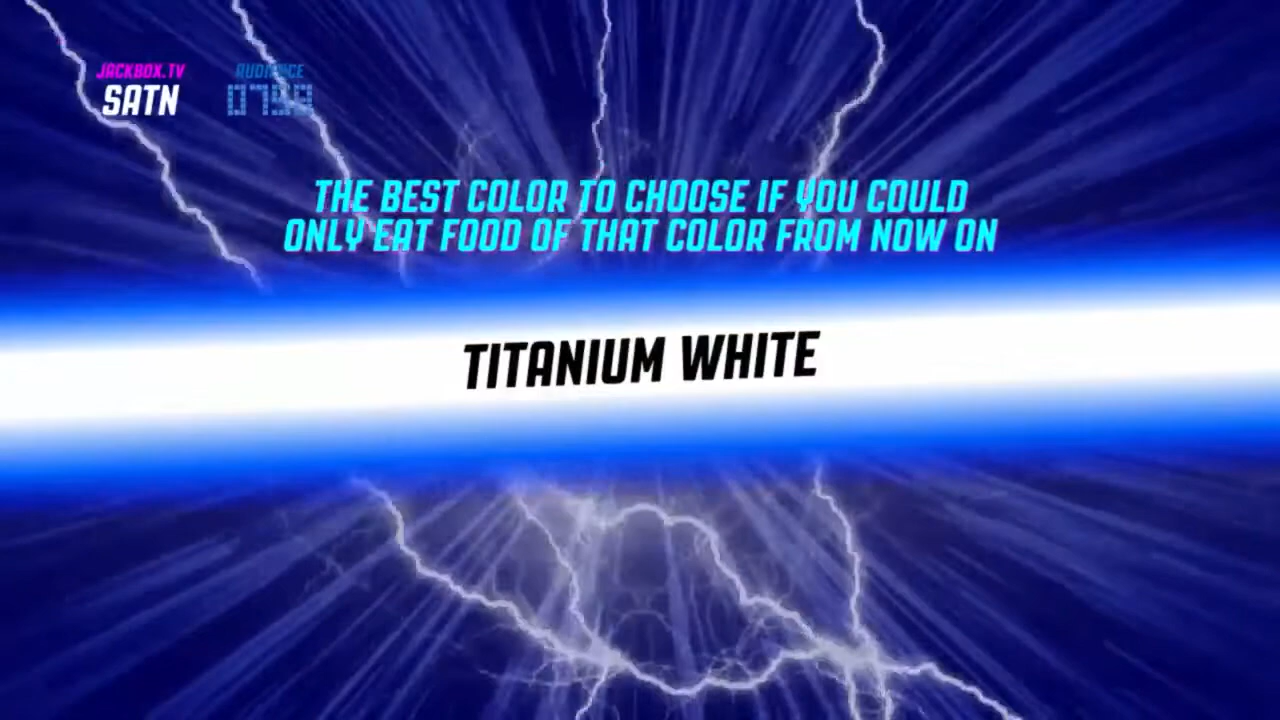 JACKBOX.TV
SATN
AUDIENCE
THE BEST COLOR TO CHOOSE IF YOU COULD
ONLY EAT FOOD OF THAT COLOR FROM NOW ON
TITANIUM WHITE